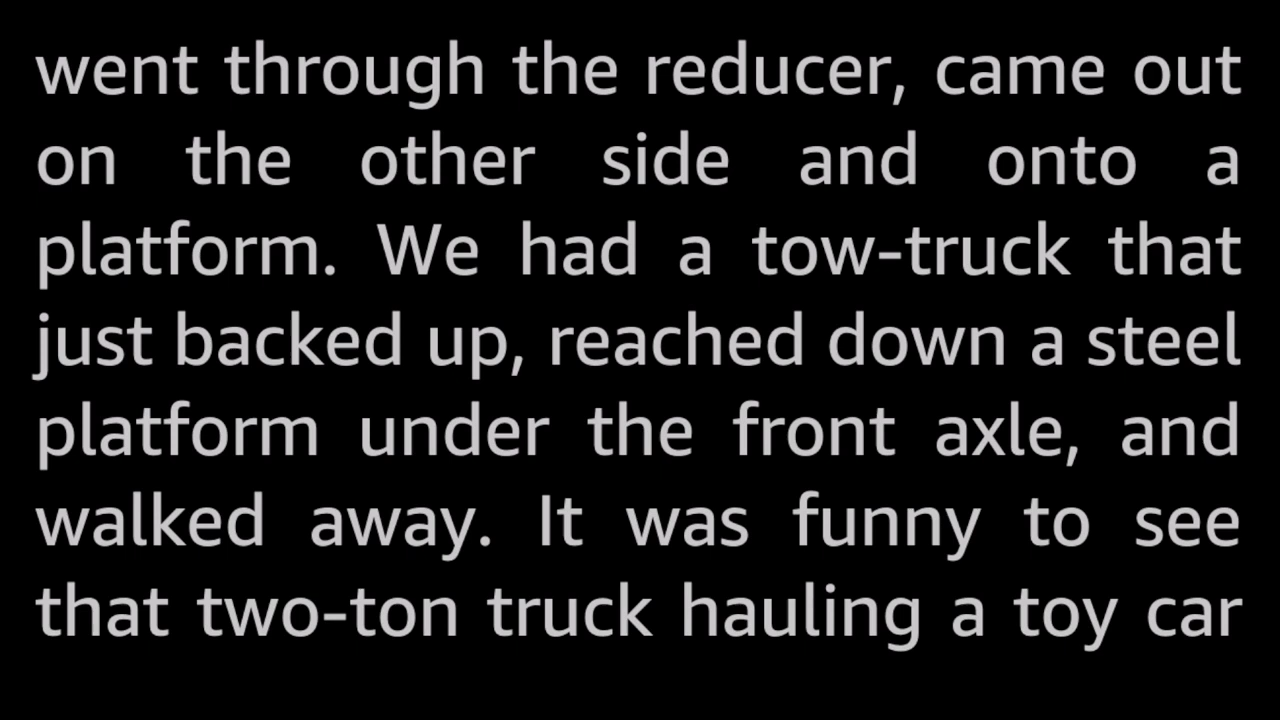 went through the reducer, came out
on the other side and onto a
platform. We had a tow-truck that
just backed up, reached down a steel
platform under the front axle, and
walked away. It was funny to see
that two-ton truck hauling a toy car